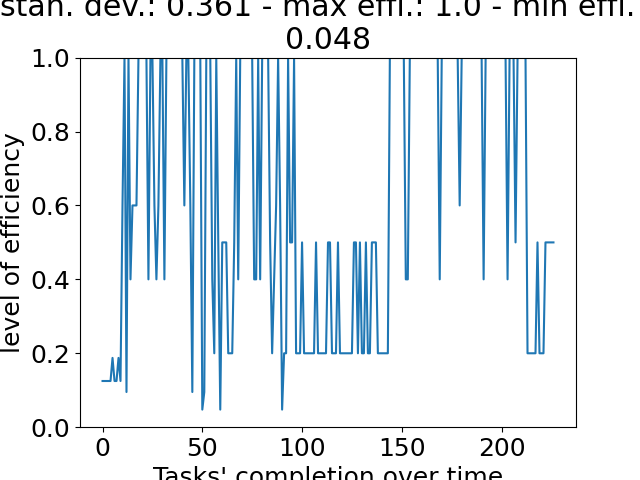 stan. dev.: 0.361 - max effi.: 1.0 - min effi.
0.048
1.0
0.8
0.6
0.4
0.2
0.0
level of efficiency
0 50 100 150 200
Tasks' completion over time